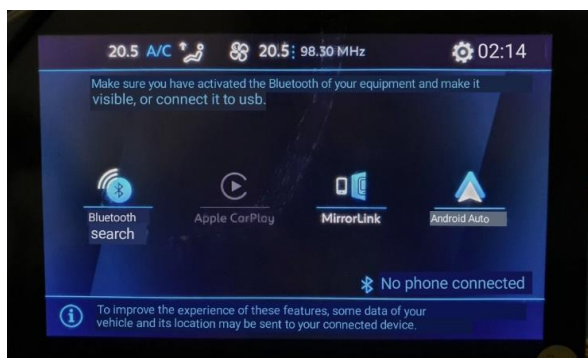 20.5 A/C 20.5 98.30 MHz 02:14
Make sure you have activated the Bluetooth of your equipment and make it
visible, or connect it to usb.
Bluetooth
search
Apple CarPlay
MirrorLink
Android Auto
No phone connected
To improve the experience of these features, some data of your
vehicle and its location may be sent to your connected device.